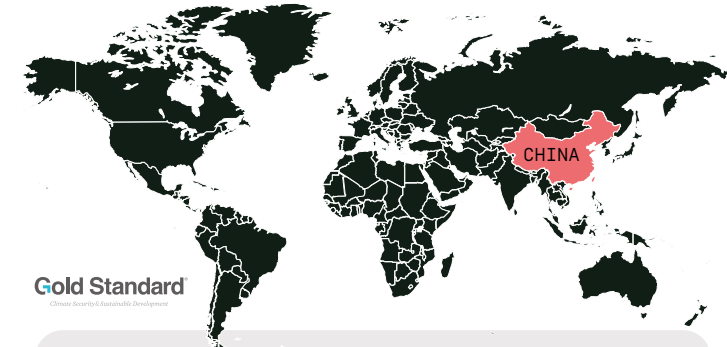 CHINA
Gold Standard®
Climate Security& Sustainable Development